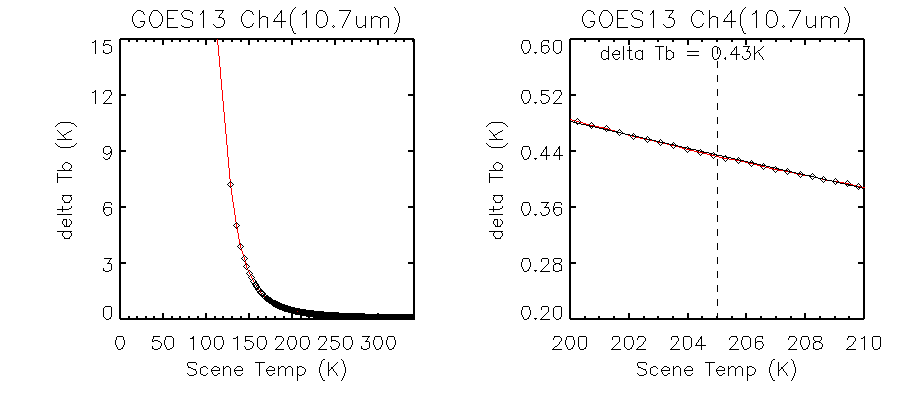 GOES13 Ch4(10.7um)
15
12
9
6
3
0
delta Tb (K)
0 50 100 150 200 250 300
Scene Temp (K)
GOES13 Ch4(10.7um)
delta Tb = 0.43K
0.60
0.52
0.44
0.36
0.28
0.20
delta Tb (K)
200 202 204 206 208 210
Scene Temp (K)